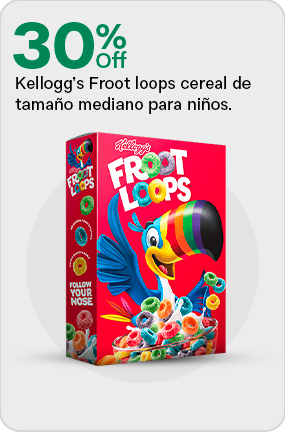 30%
Off
Kellogg's Froot loops cereal de
tamaño mediano para niños.
Kellogg's
FROOT
LOOPS
FROOT
LOOPS
FOLLOW
YOUR
NOSE